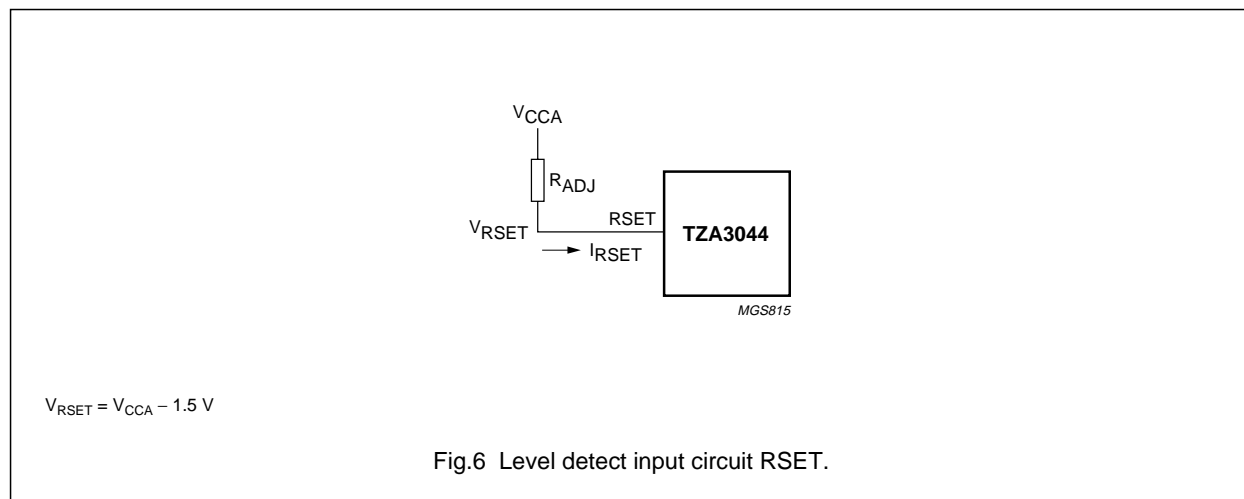 VCCA
RADJ
VRSET
RSET
IRSET
TZA3044
MGS815
VRSET = VCCA − 1.5 V
Fig.6 Level detect input circuit RSET.